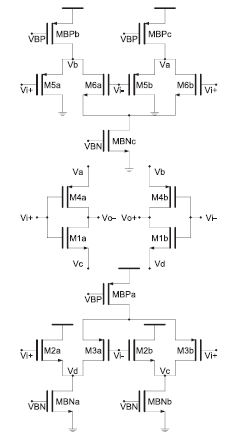 MBPb MBPc
VBP VBP
Vb Va
M5a M6a M5b M6b
Vi+ Vi- Vi+
MBNc
VBN
Va Vb
M4a M4b
Vi+ Vo- Vo+ Vi-
M1a M1b
Vc Vd
MBPa
VBP
M2a M3a M2b M3b
Vi+ Vi- Vi+
Vd Vc
MBNa MBNb
VBN VBN